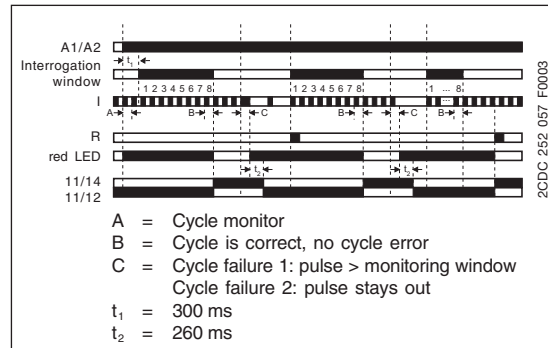 A1/A2
t1
Interrogation
window
1 2 3 4 5 6 7 8 1 2 3 4 5 6 7 8 1 ... 8
I
...
A B C B C B
R
red LED
t2 t2
11/14
11/12
A = Cycle monitor
B = Cycle is correct, no cycle error
C = Cycle failure 1: pulse > monitoring window
Cycle failure 2: pulse stays out
t1 = 300 ms
t2 = 260 ms
2CDC 252 057 F0003